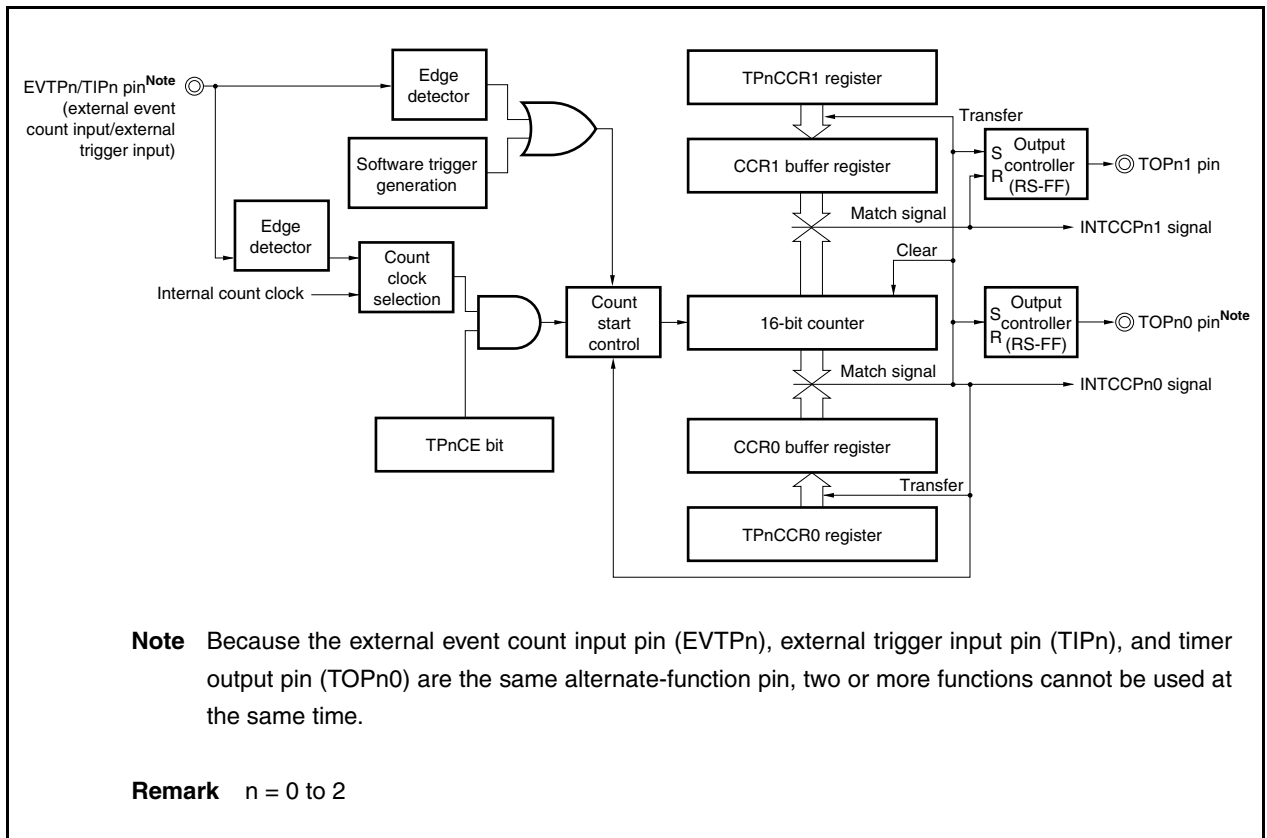 EVTPn/TIPn pinNote
(external event
count input/external
trigger input)
Edge
detector
Software trigger
generation
Edge
detector
Internal count clock
Count
clock
selection
TPnCE bit
Count
start
control
TPnCCR1 register
Transfer
CCR1 buffer register
Match signal
Clear
16-bit counter
Match signal
CCR0 buffer register
Transfer
TPnCCR0 register
S
R
Output
controller
(RS-FF)
TOPn1 pin
INTCCPn1 signal
S
R
Output
controller
(RS-FF)
TOPn0 pinNote
INTCCPn0 signal
Note Because the external event count input pin (EVTPn), external trigger input pin (TIPn), and timer
output pin (TOPn0) are the same alternate-function pin, two or more functions cannot be used at
the same time.
Remark n = 0 to 2